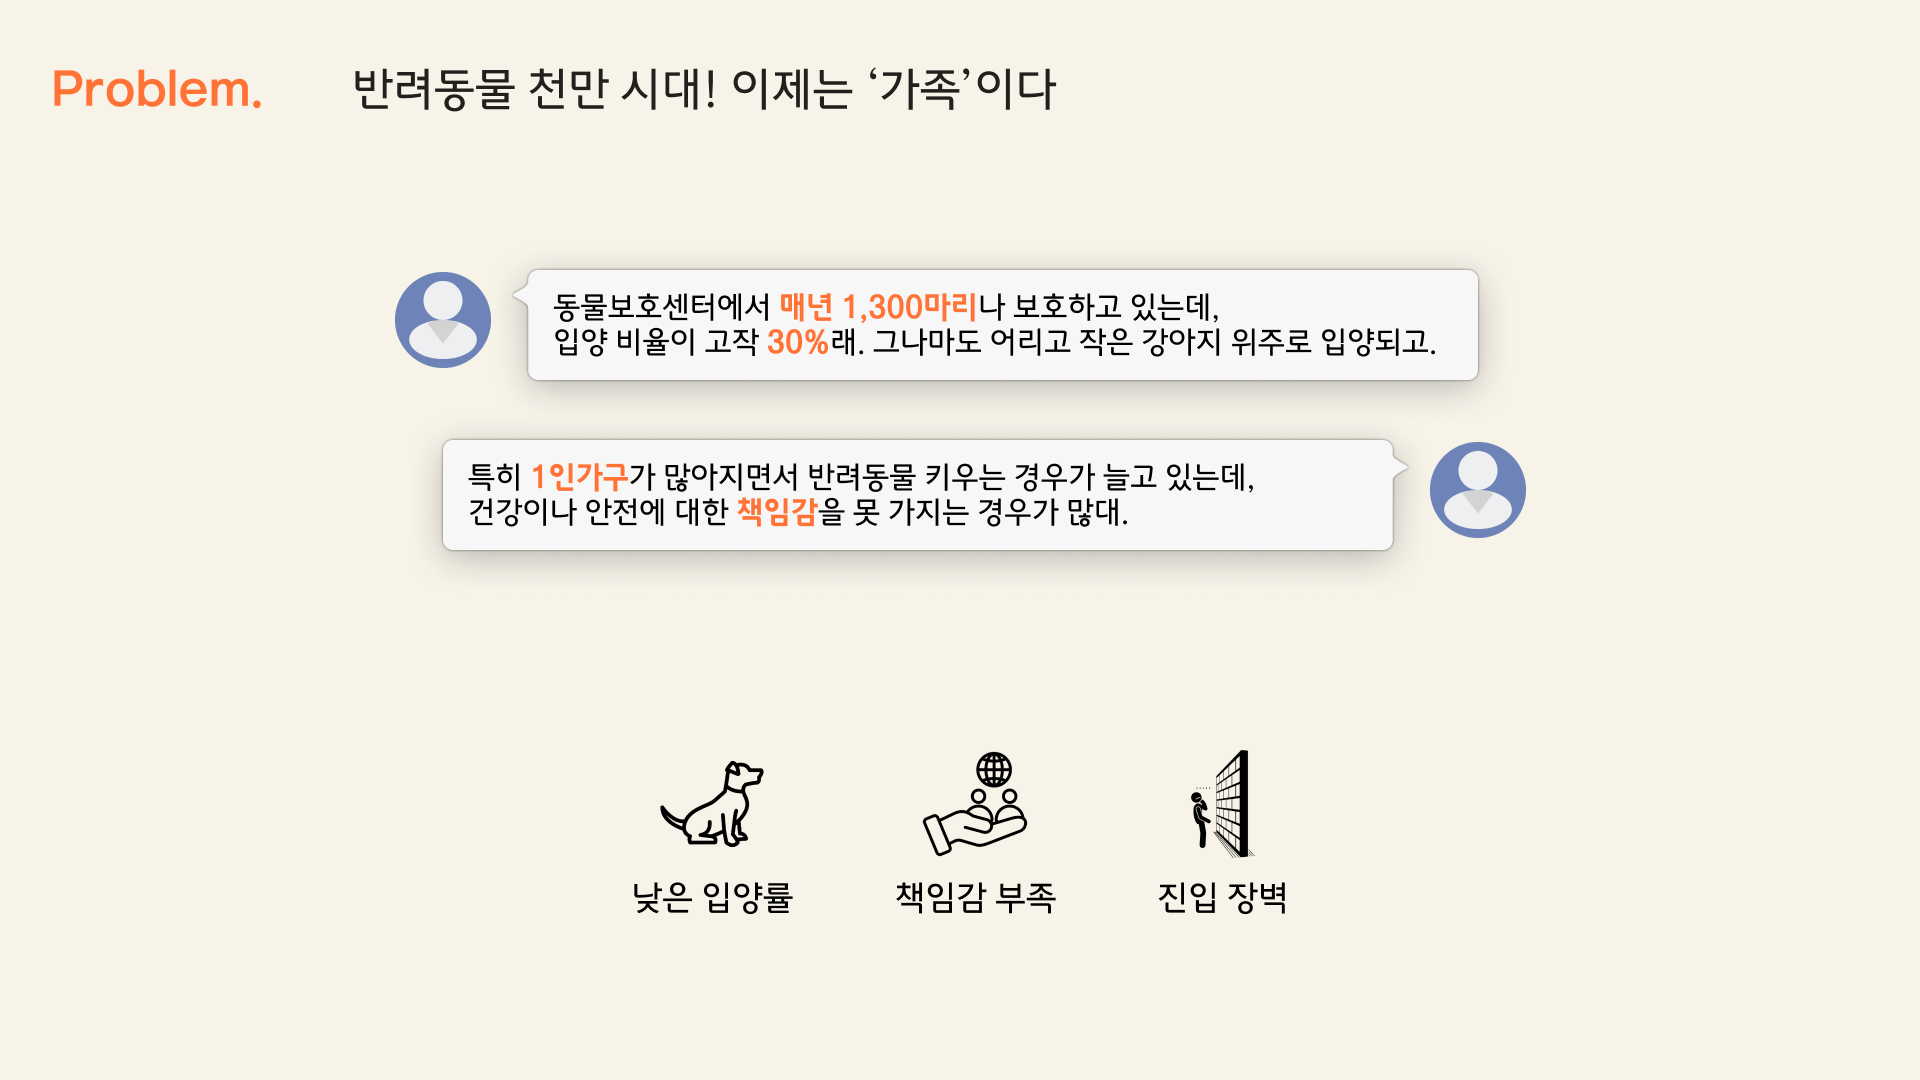 Problem.
반려동물 천만 시대! 이제는 ‘가족’이다
동물보호센터에서 매년 1,300마리나 보호하고 있는데,
입양 비율이 고작 30%래. 그나마도 어리고 작은 강아지 위주로 입양되고.
특히 1인가구가 많아지면서 반려동물 키우는 경우가 늘고 있는데,
건강이나 안전에 대한 책임감을 못 가지는 경우가 많대.
낮은 입양률
책임감 부족
진입 장벽